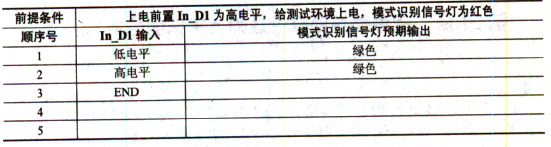 前提条件 上电前置 In_D1 为高电平，给测试环境上电，模式识别信号灯为红色
顺序号 In_D1 输入 模式识别信号灯预期输出
1 低电平 绿色
2 高电平 绿色
3 END
4
5